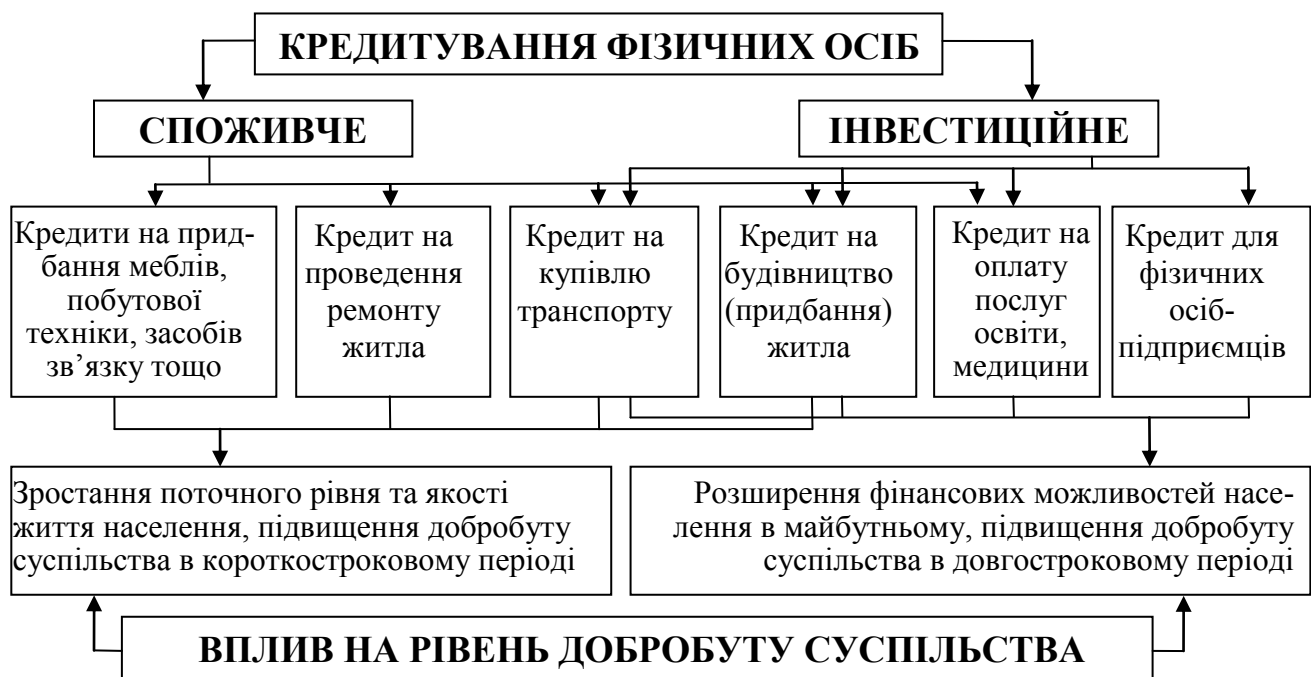 КРЕДИТУВАННЯ ФІЗИЧНИХ ОСІБ
СПОЖИВЧЕ
ІНВЕСТИЦІЙНЕ
Кредити на прид-
бання меблів,
побутової
техніки, засобів
зв’язку тощо
Кредит на
проведення
ремонту
житла
Кредит на
купівлю
транспорту
Кредит на
будівництво
(придбання)
житла
Кредит на
оплату
послуг
освіти,
медицини
Кредит для
фізичних
осіб-
підприємців
Зростання поточного рівня та якості
життя населення, підвищення добробуту
суспільства в короткостроковому періоді
Розширення фінансових можливостей насе-
лення в майбутньому, підвищення добробуту
суспільства в довгостроковому періоді
ВПЛИВ НА РІВЕНЬ ДОБРОБУТУ СУСПІЛЬСТВА